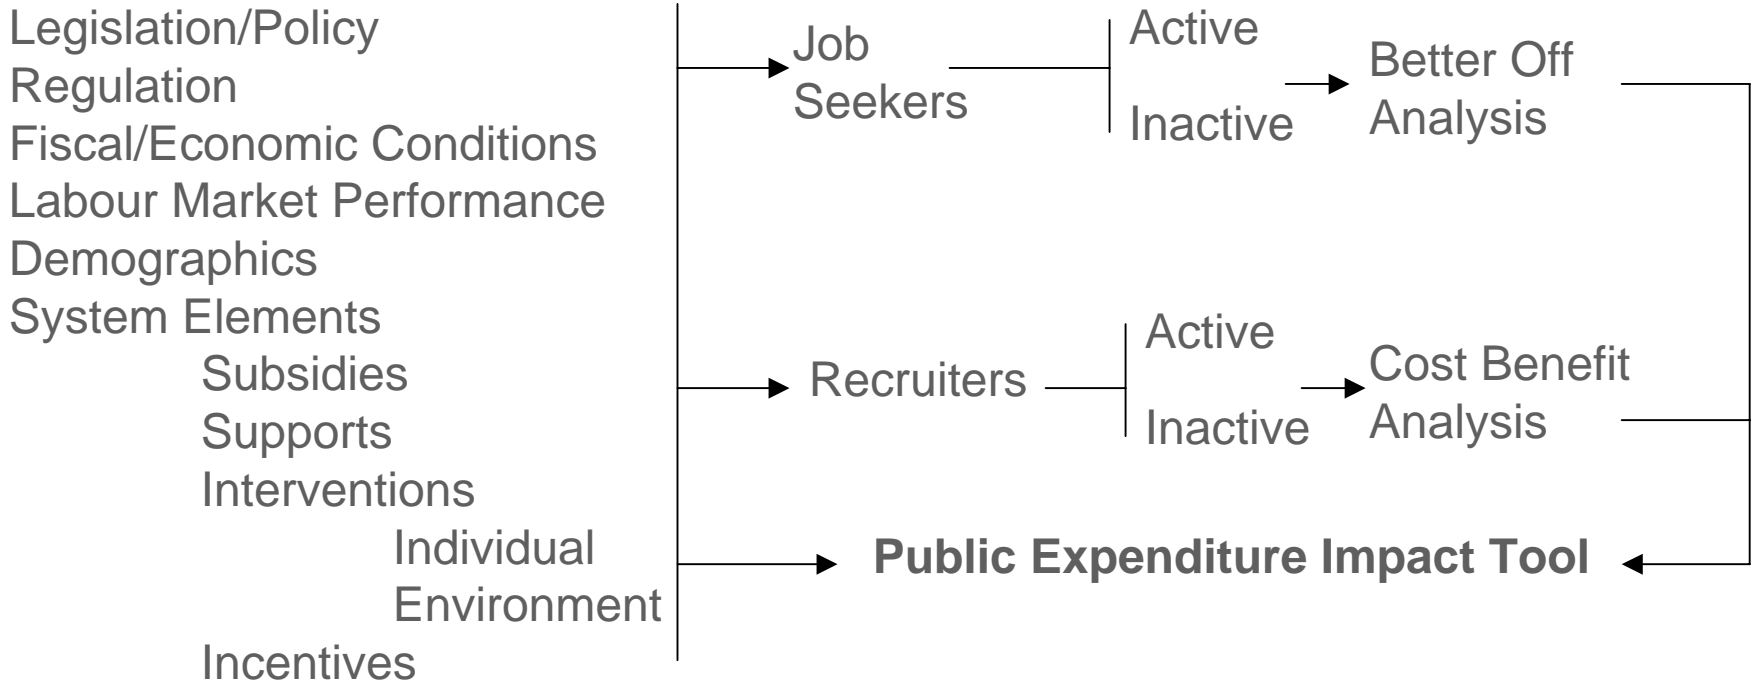 Legislation/Policy
Regulation
Fiscal/Economic Conditions
Labour Market Performance
Demographics
System Elements
Subsidies
Supports
Interventions
Individual
Environment
Incentives
Job
Seekers
Active
Inactive
Better Off
Analysis
Recruiters
Active
Inactive
Cost Benefit
Analysis
Public Expenditure Impact Tool